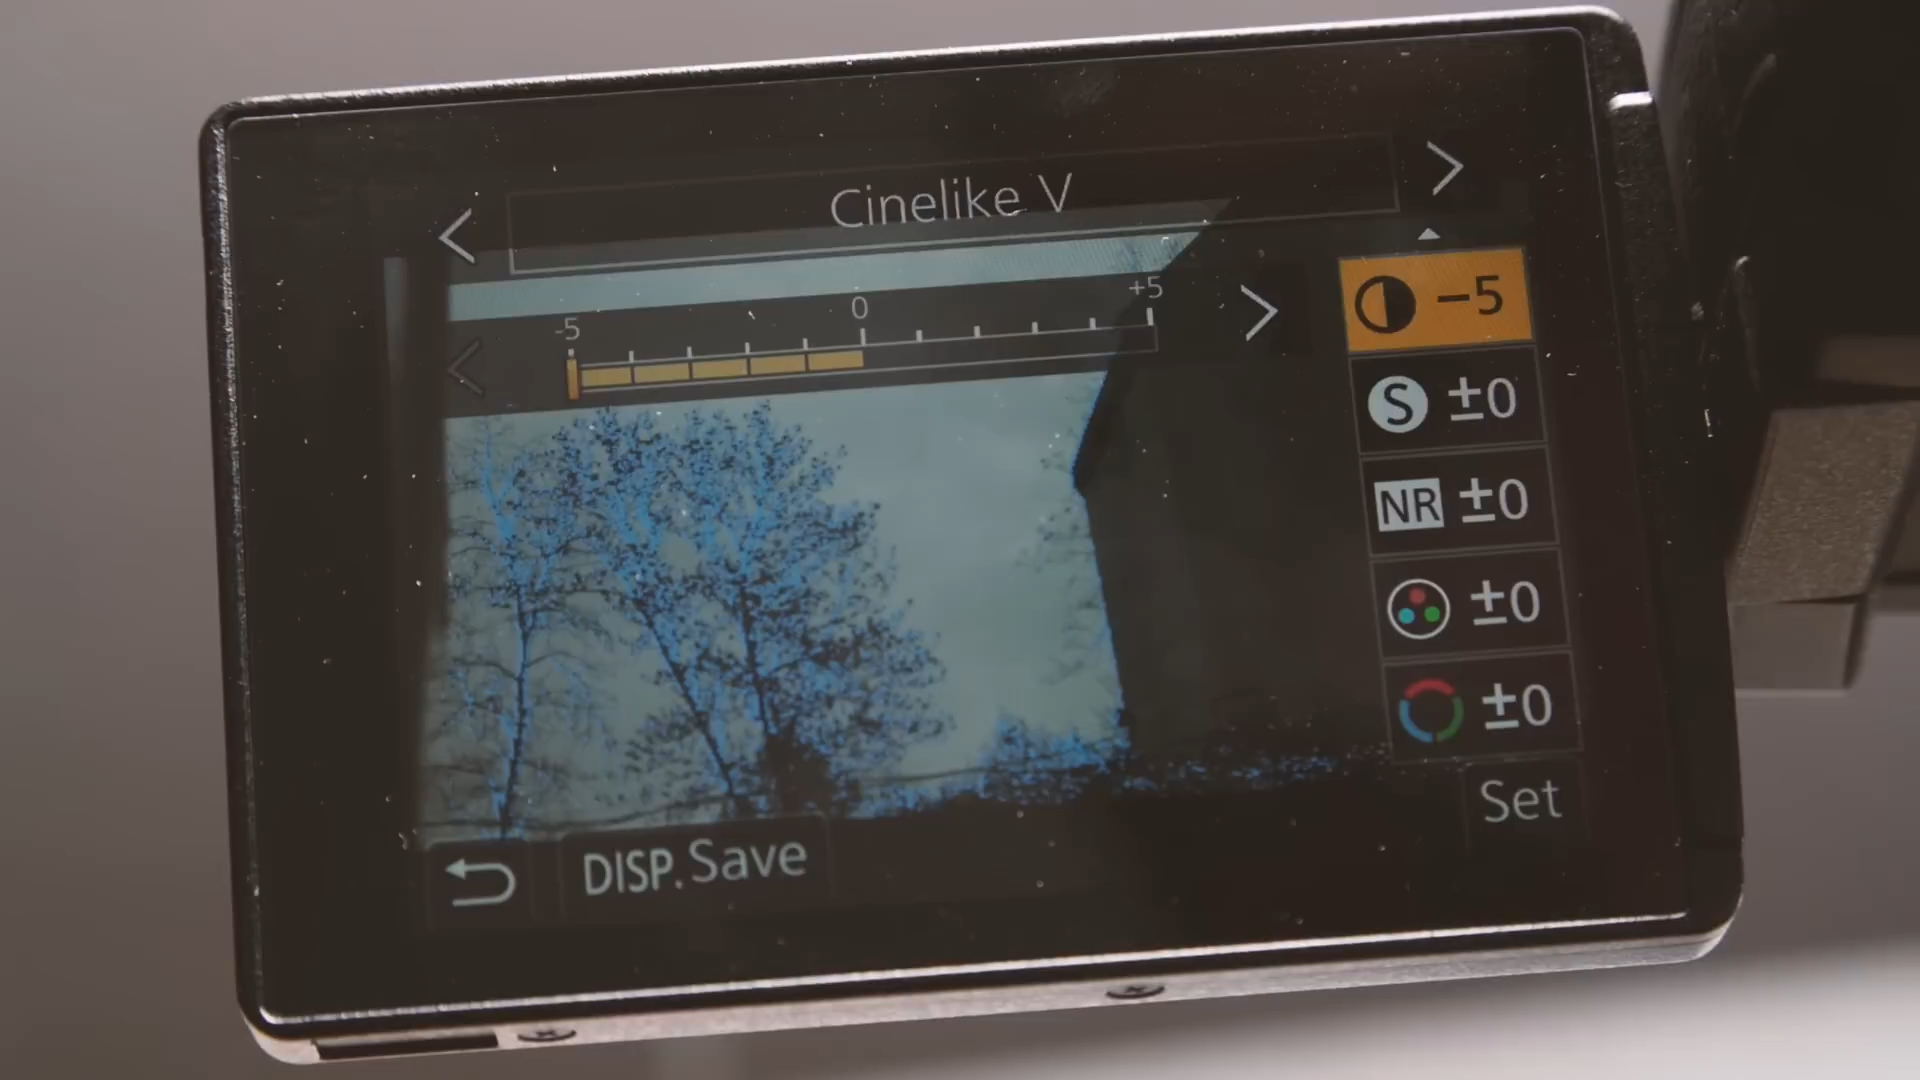 Cinelike V
-5 0 +5
−5
S ±0
NR ±0
±0
±0
Set
DISP. Save